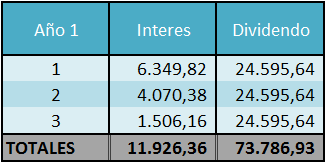 Año 1 Interes Dividendo
1 6.349,82 24.595,64
2 4.070,38 24.595,64
3 1.506,16 24.595,64
TOTALES 11.926,36 73.786,93